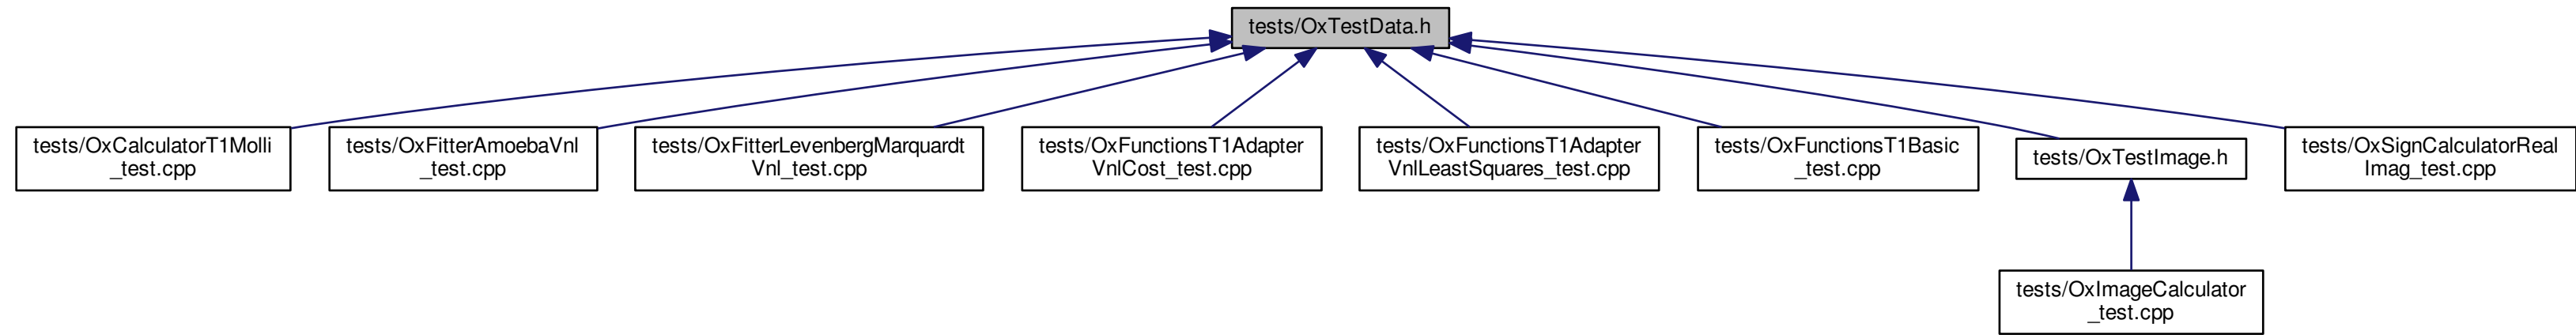 tests/OxTestData.h
tests/OxCalculatorT1Molli
_test.cpp
tests/OxFitterAmoebaVnl
_test.cpp
tests/OxFitterLevenbergMarquardt
Vnl_test.cpp
tests/OxFunctionsT1Adapter
VnlCost_test.cpp
tests/OxFunctionsT1Adapter
VnlLeastSquares_test.cpp
tests/OxFunctionsT1Basic
_test.cpp
tests/OxTestImage.h
tests/OxSignCalculatorReal
Imag_test.cpp
tests/OxImageCalculator
_test.cpp